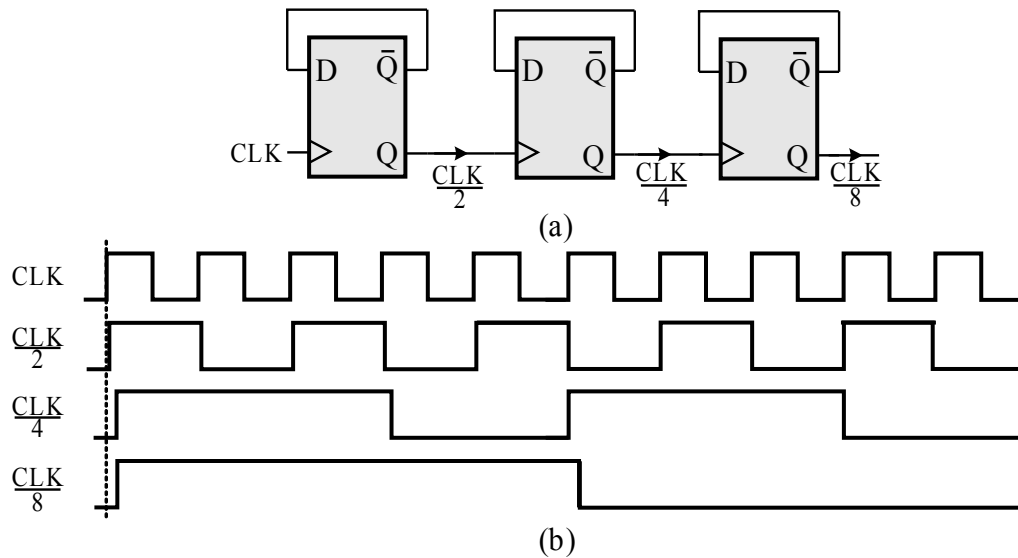 D Q̅ D Q̅ D Q̅
CLK Q Q Q
CLK/2 CLK/4 CLK/8
(a)
CLK
CLK/2
CLK/4
CLK/8
(b)